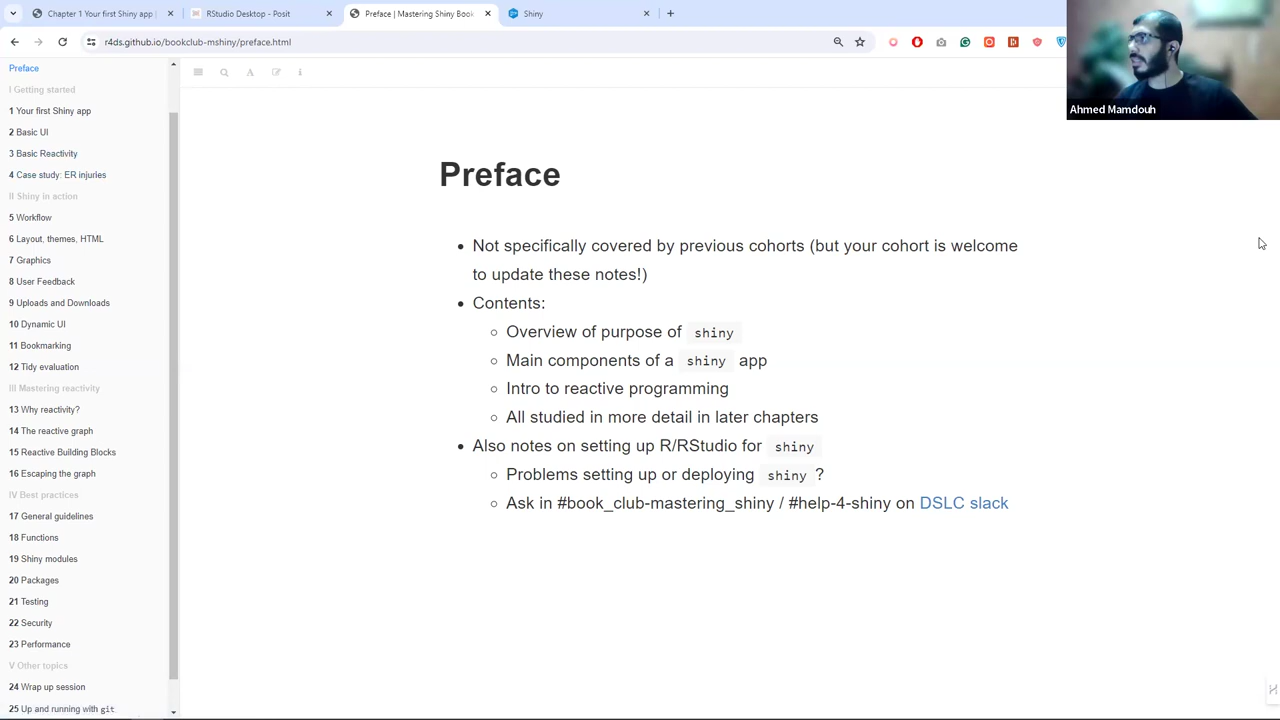 Chapter 1 Your first Shiny app |
RStudio Desktop - Posit
Preface | Mastering Shiny Book
Shiny
r4ds.github.io/bookclub-mshiny/preface.html
Ahmed Mamdouh
Preface
I Getting started
1 Your first Shiny app
2 Basic UI
3 Basic Reactivity
4 Case study: ER injuries
II Shiny in action
5 Workflow
6 Layout, themes, HTML
7 Graphics
8 User Feedback
9 Uploads and Downloads
10 Dynamic UI
11 Bookmarking
12 Tidy evaluation
III Mastering reactivity
13 Why reactivity?
14 The reactive graph
15 Reactive Building Blocks
16 Escaping the graph
IV Best practices
17 General guidelines
18 Functions
19 Shiny modules
20 Packages
21 Testing
22 Security
23 Performance
V Other topics
24 Wrap up session
25 Up and running with git
Preface
• Not specifically covered by previous cohorts (but your cohort is welcome
to update these notes!)
• Contents:
○ Overview of purpose of shiny
○ Main components of a shiny app
○ Intro to reactive programming
○ All studied in more detail in later chapters
• Also notes on setting up R/RStudio for shiny
○ Problems setting up or deploying shiny ?
○ Ask in #book_club-mastering_shiny / #help-4-shiny on DSLC slack